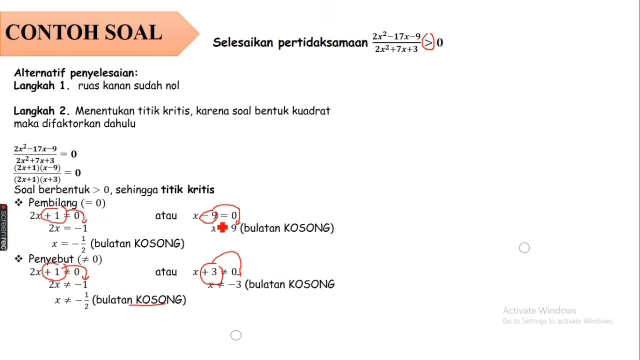 CONTOH SOAL
Selesaikan pertidaksamaan (2x²−17x−9)/(2x²+7x+3) > 0
Alternatif penyelesaian:
Langkah 1. ruas kanan sudah nol
Langkah 2. Menentukan titik kritis, karena soal bentuk kuadrat
maka difaktorkan dahulu
(2x²−17x−9)/(2x²+7x+3) = 0
((2x+1)(x−9))/((2x+1)(x+3)) = 0
Soal berbentuk > 0, sehingga titik kritis
❖ Pembilang (= 0)
2x + 1 = 0 atau x − 9 = 0
2x = −1 x 9 (bulatan KOSONG)
x = −1/2 (bulatan KOSONG)
❖ Penyebut (≠ 0)
2x + 1 ≠ 0 atau x + 3 ≠ 0
2x ≠ −1 x ≠ −3 (bulatan KOSONG
x ≠ −1/2 (bulatan KOSONG)
Activate Windows
Go to Settings to activate Windows.
screenrec